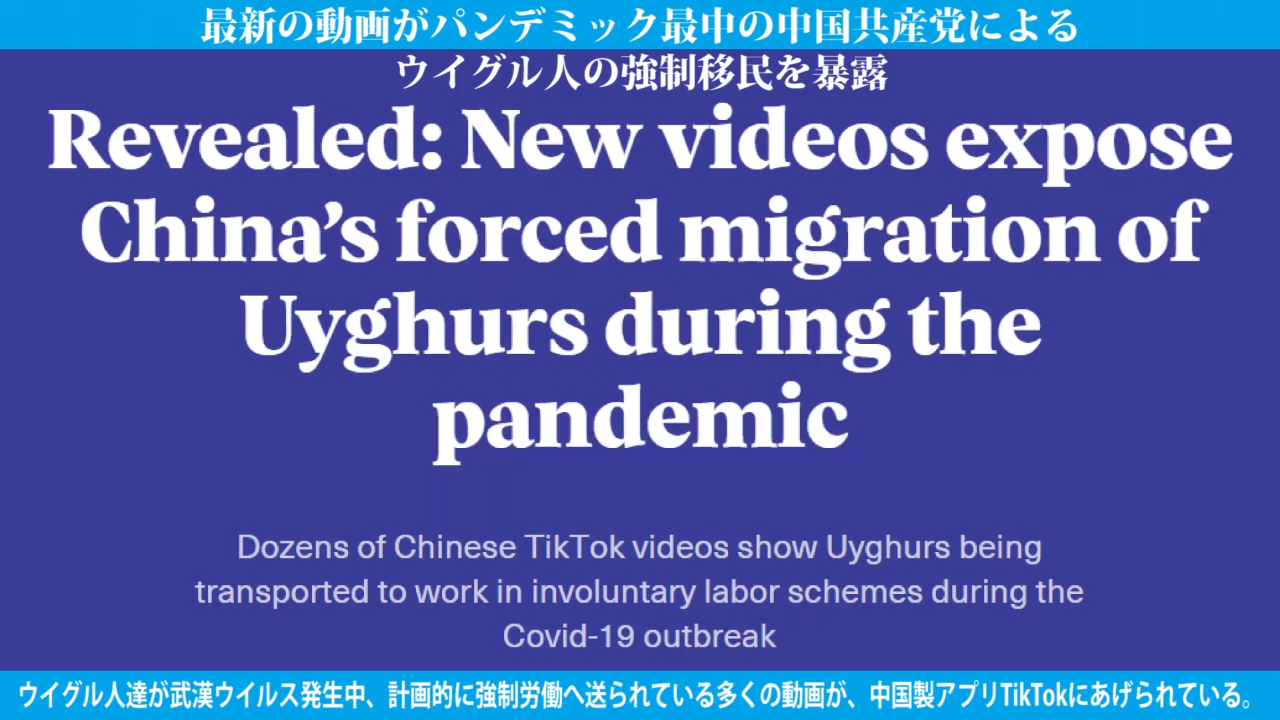 最新の動画がパンデミック最中の中国共産党による
ウイグル人の強制移民を暴露
Revealed: New videos expose
China’s forced migration of
Uyghurs during the
pandemic
Dozens of Chinese TikTok videos show Uyghurs being
transported to work in involuntary labor schemes during the
Covid-19 outbreak
ウイグル人達が武漢ウイルス発生中、計画的に強制労働へ送られている多くの動画が、中国製アプリTikTokにあげられている。